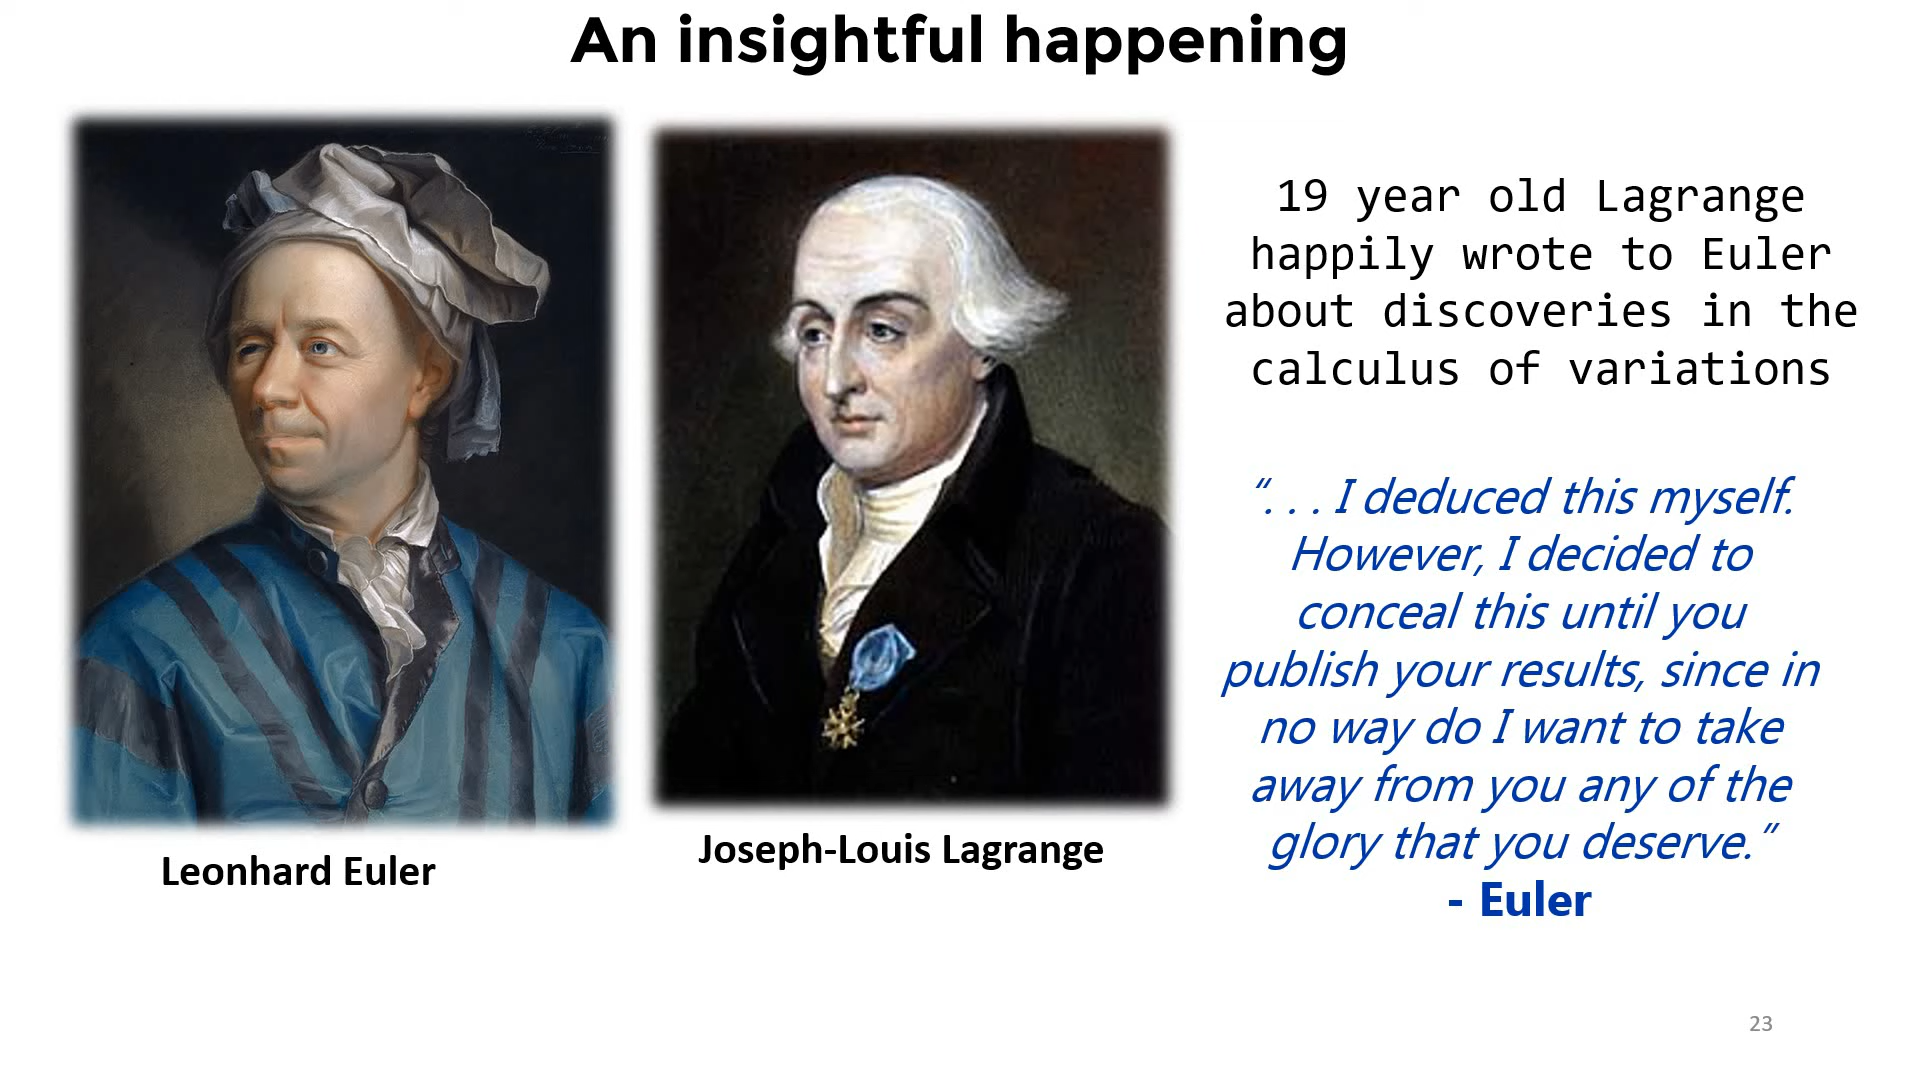 An insightful happening
19 year old Lagrange
happily wrote to Euler
about discoveries in the
calculus of variations
“. . . I deduced this myself.
However, I decided to
conceal this until you
publish your results, since in
no way do I want to take
away from you any of the
glory that you deserve.”
- Euler
Leonhard Euler
Joseph-Louis Lagrange
23